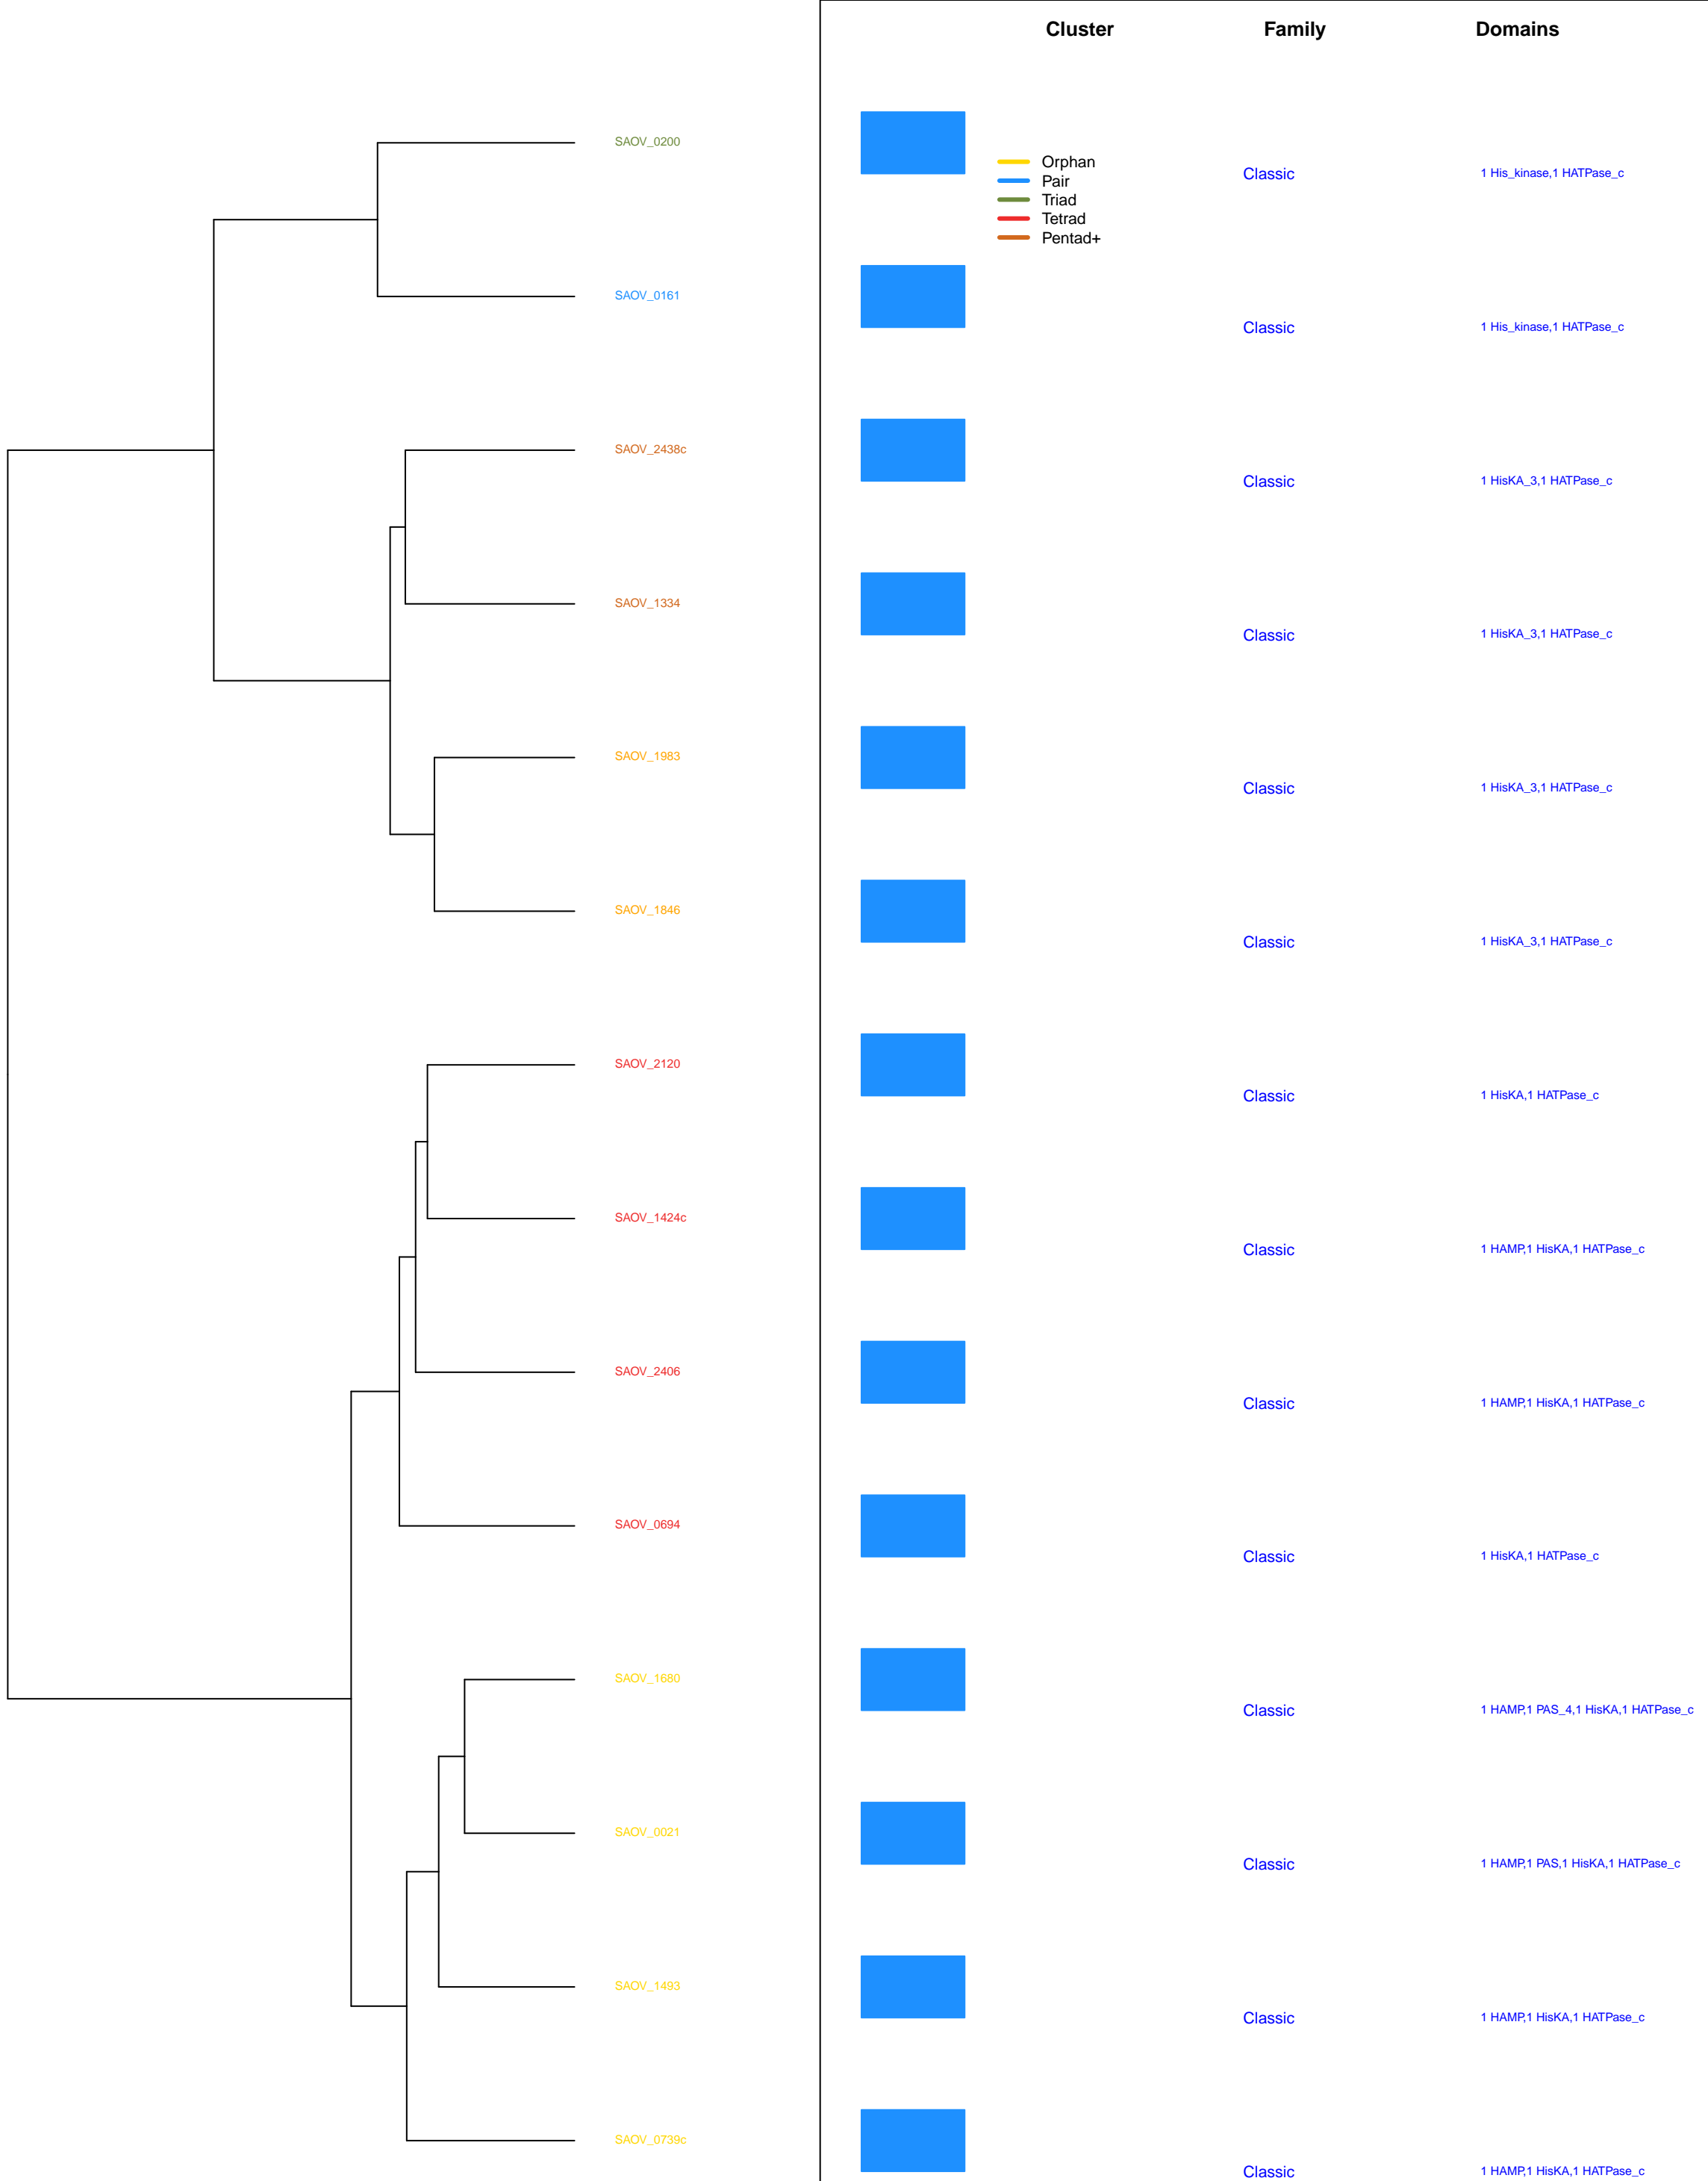 Cluster Family Domains
SAOV_0200
Orphan
Pair
Triad
Tetrad
Pentad+
Classic 1 His_kinase,1 HATPase_c
SAOV_0161
Classic 1 His_kinase,1 HATPase_c
SAOV_2438c
Classic 1 HisKA_3,1 HATPase_c
SAOV_1334
Classic 1 HisKA_3,1 HATPase_c
SAOV_1983
Classic 1 HisKA_3,1 HATPase_c
SAOV_1846
Classic 1 HisKA_3,1 HATPase_c
SAOV_2120
Classic 1 HisKA,1 HATPase_c
SAOV_1424c
Classic 1 HAMP,1 HisKA,1 HATPase_c
SAOV_2406
Classic 1 HAMP,1 HisKA,1 HATPase_c
SAOV_0694
Classic 1 HisKA,1 HATPase_c
SAOV_1680
Classic 1 HAMP,1 PAS_4,1 HisKA,1 HATPase_c
SAOV_0021
Classic 1 HAMP,1 PAS,1 HisKA,1 HATPase_c
SAOV_1493
Classic 1 HAMP,1 HisKA,1 HATPase_c
SAOV_0739c
Classic 1 HAMP,1 HisKA,1 HATPase_c